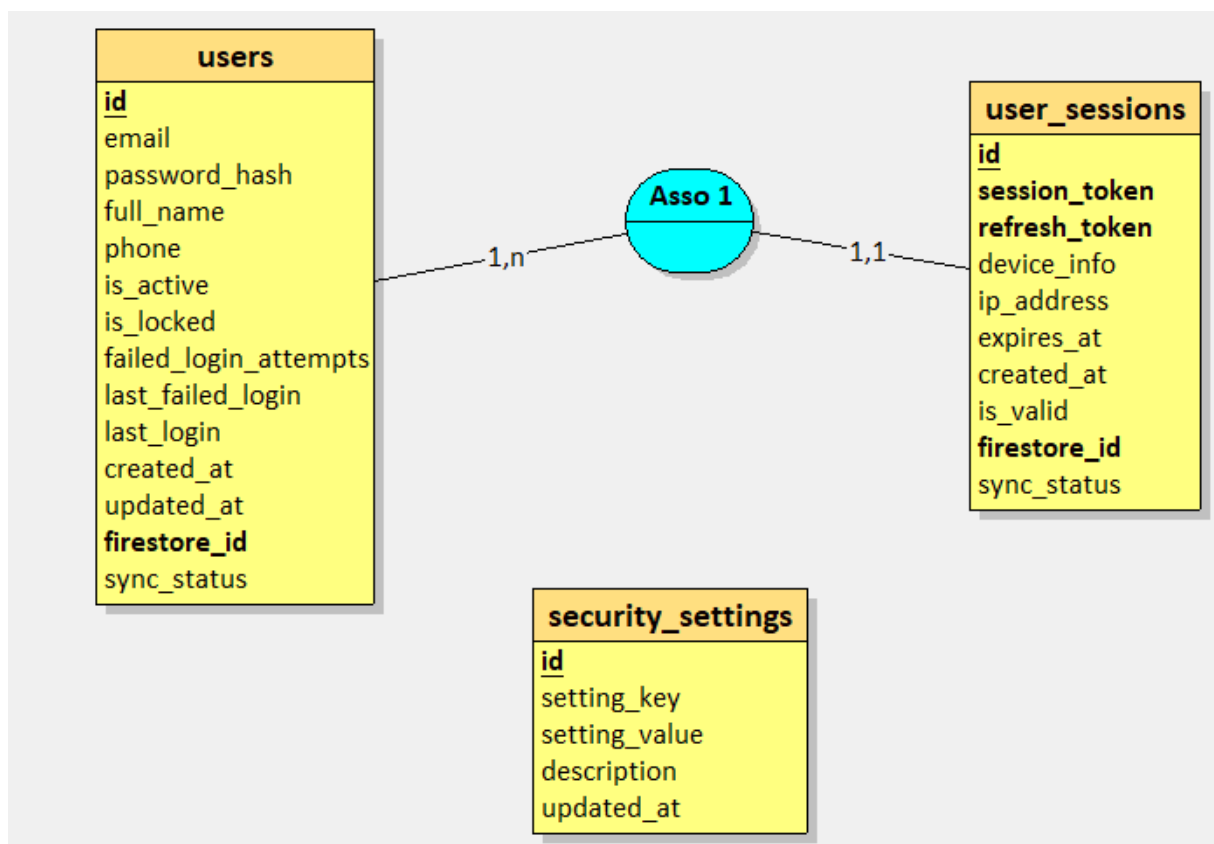 users
id
email
password_hash
full_name
phone
is_active
is_locked
failed_login_attempts
last_failed_login
last_login
created_at
updated_at
firestore_id
sync_status
1,n
Asso 1
1,1
user_sessions
id
session_token
refresh_token
device_info
ip_address
expires_at
created_at
is_valid
firestore_id
sync_status
security_settings
id
setting_key
setting_value
description
updated_at